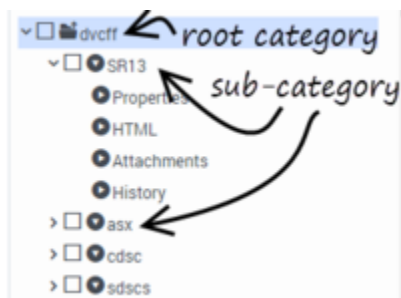 dvcff root category
SR13
Properties sub-category
HTML
Attachments
History
asx
cdsc
sdscs